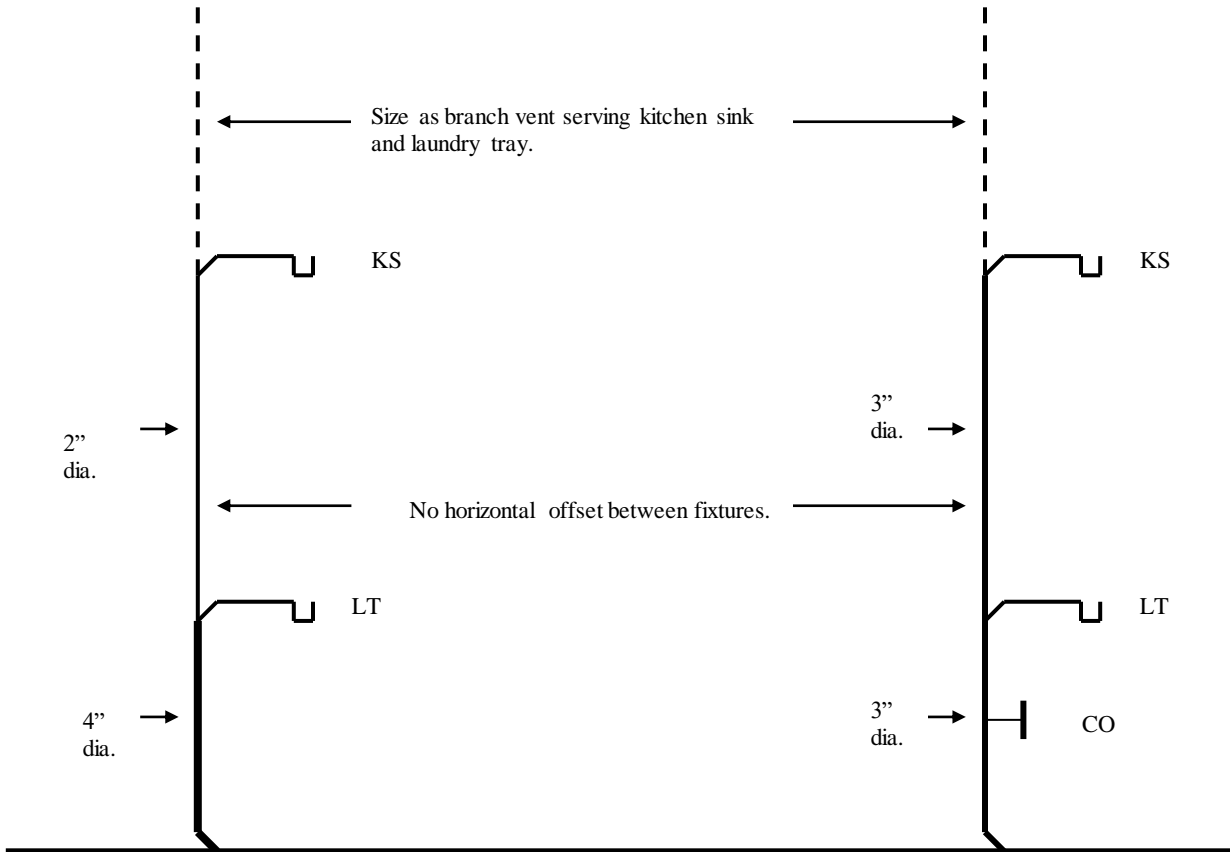 Size as branch vent serving kitchen sink
and laundry tray.
KS
KS
2”
dia.
3”
dia.
No horizontal offset between fixtures.
LT
LT
4”
dia.
3”
dia.
CO